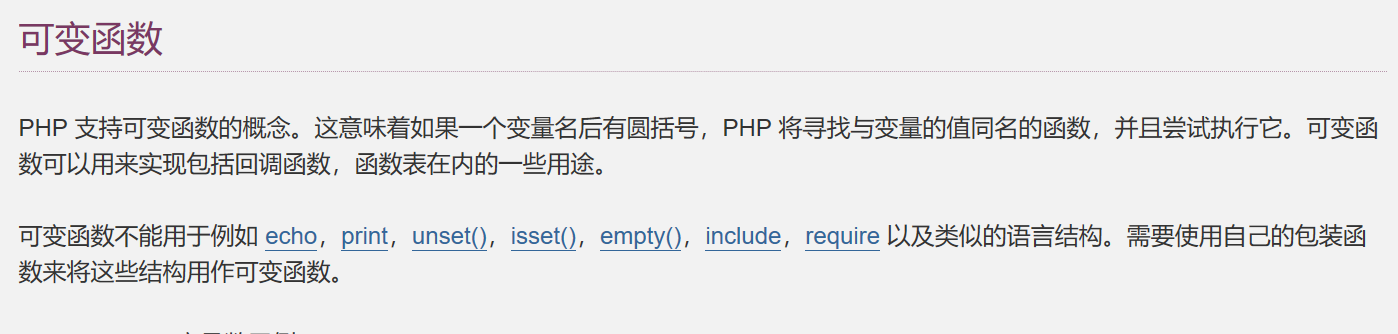 可变函数
PHP 支持可变函数的概念。这意味着如果一个变量名后有圆括号，PHP 将寻找与变量的值同名的函数，并且尝试执行它。可变函
数可以用来实现包括回调函数，函数表在内的一些用途。
可变函数不能用于例如 echo，print，unset()，isset()，empty()，include，require 以及类似的语言结构。需要使用自己的包装函
数来将这些结构用作可变函数。